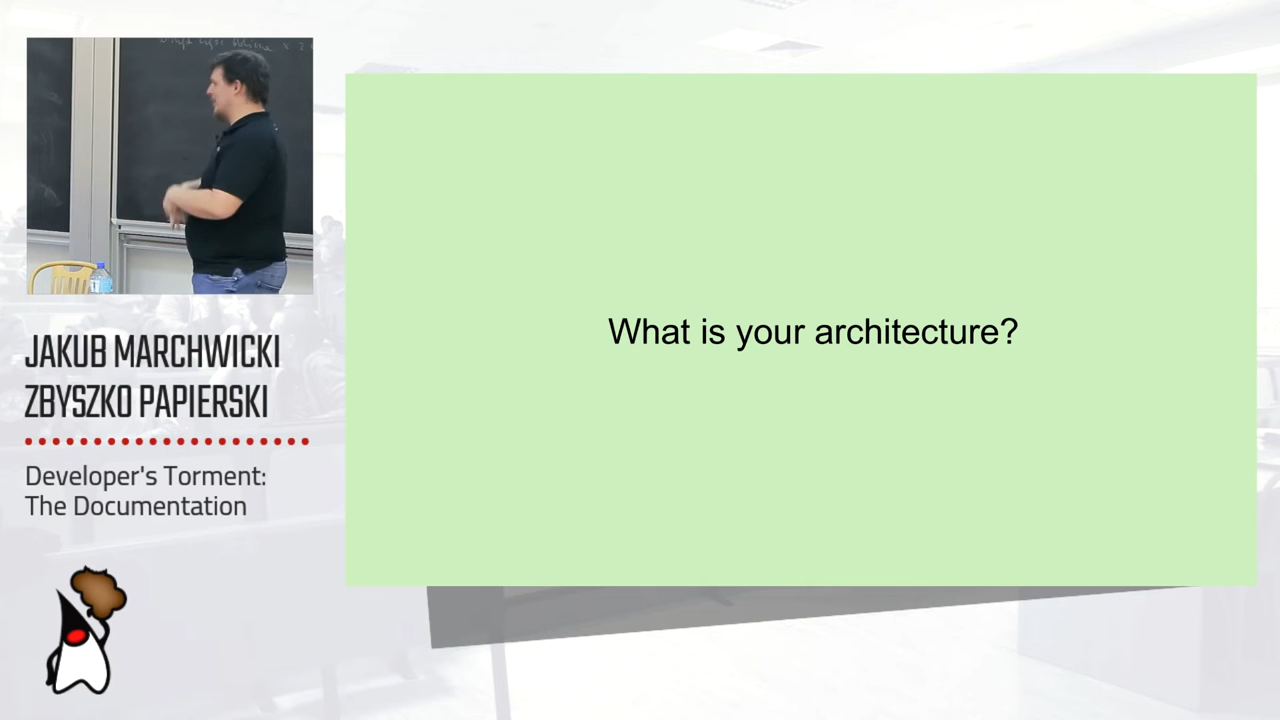 JAKUB MARCHWICKI
ZBYSZKO PAPIERSKI
Developer's Torment:
The Documentation
What is your architecture?